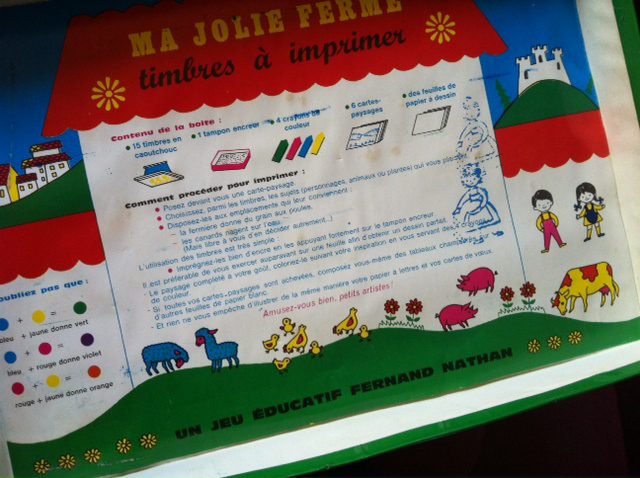 MA JOLIE FERME
timbres à imprimer
Contenu de la boîte :
• 15 timbres en caoutchouc
• 1 tampon encreur
• 4 crayons de couleur
• 6 cartes-paysages
• des feuilles de papier à dessin
Comment procéder pour imprimer :
• Posez devant vous une carte-paysage.
• Choisissez, parmi les timbres, les sujets (personnages, animaux ou plantes) qui vous plaisent.
• Disposez-les aux emplacements qui leur conviennent :
- la fermière donne du grain aux poules,
- les canards nagent sur l'eau
(Mais libre à vous d'en décider autrement...)
L'utilisation des timbres est très simple :
• imprégnez-les bien d'encre en les appuyant fortement sur le tampon encreur.
Il est préférable de vous exercer auparavant sur une feuille afin d'obtenir un dessin parfait.
- Le paysage complété à votre goût, coloriez-le suivant votre inspiration en vous servant des 4 crayons de couleur.
- Si toutes vos cartes-paysages sont achevées, composez vous-même des tableaux champêtres sur d'autres feuilles de papier blanc.
- Et rien ne vous empêche d'illustrer de la même manière votre papier à lettres et vos cartes de vœux.
Amusez-vous bien, petits artistes !
oubliez pas que :
+ =
bleu + jaune donne vert
+ =
bleu + rouge donne violet
+ =
rouge + jaune donne orange
UN JEU ÉDUCATIF FERNAND NATHAN